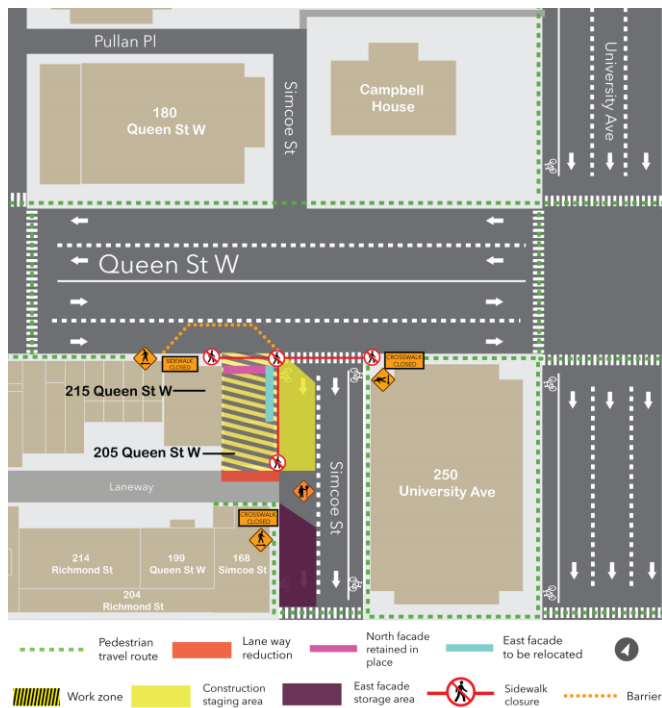 Pullan Pl
180
Queen St W
Simcoe St
Campbell
House
University Ave
Queen St W
SIDEWALK
CLOSED
CROSSWALK
CLOSED
215 Queen St W
205 Queen St W
Laneway
Simcoe St
250
University Ave
CROSSWALK
CLOSED
214
Richmond St
199
Queen St W
168
Simcoe St
204
Richmond St
Pedestrian
travel route
Lane way
reduction
North facade
retained in
place
East facade
to be relocated
Work zone
Construction
staging area
East facade
storage area
Sidewalk
closure
Barrier